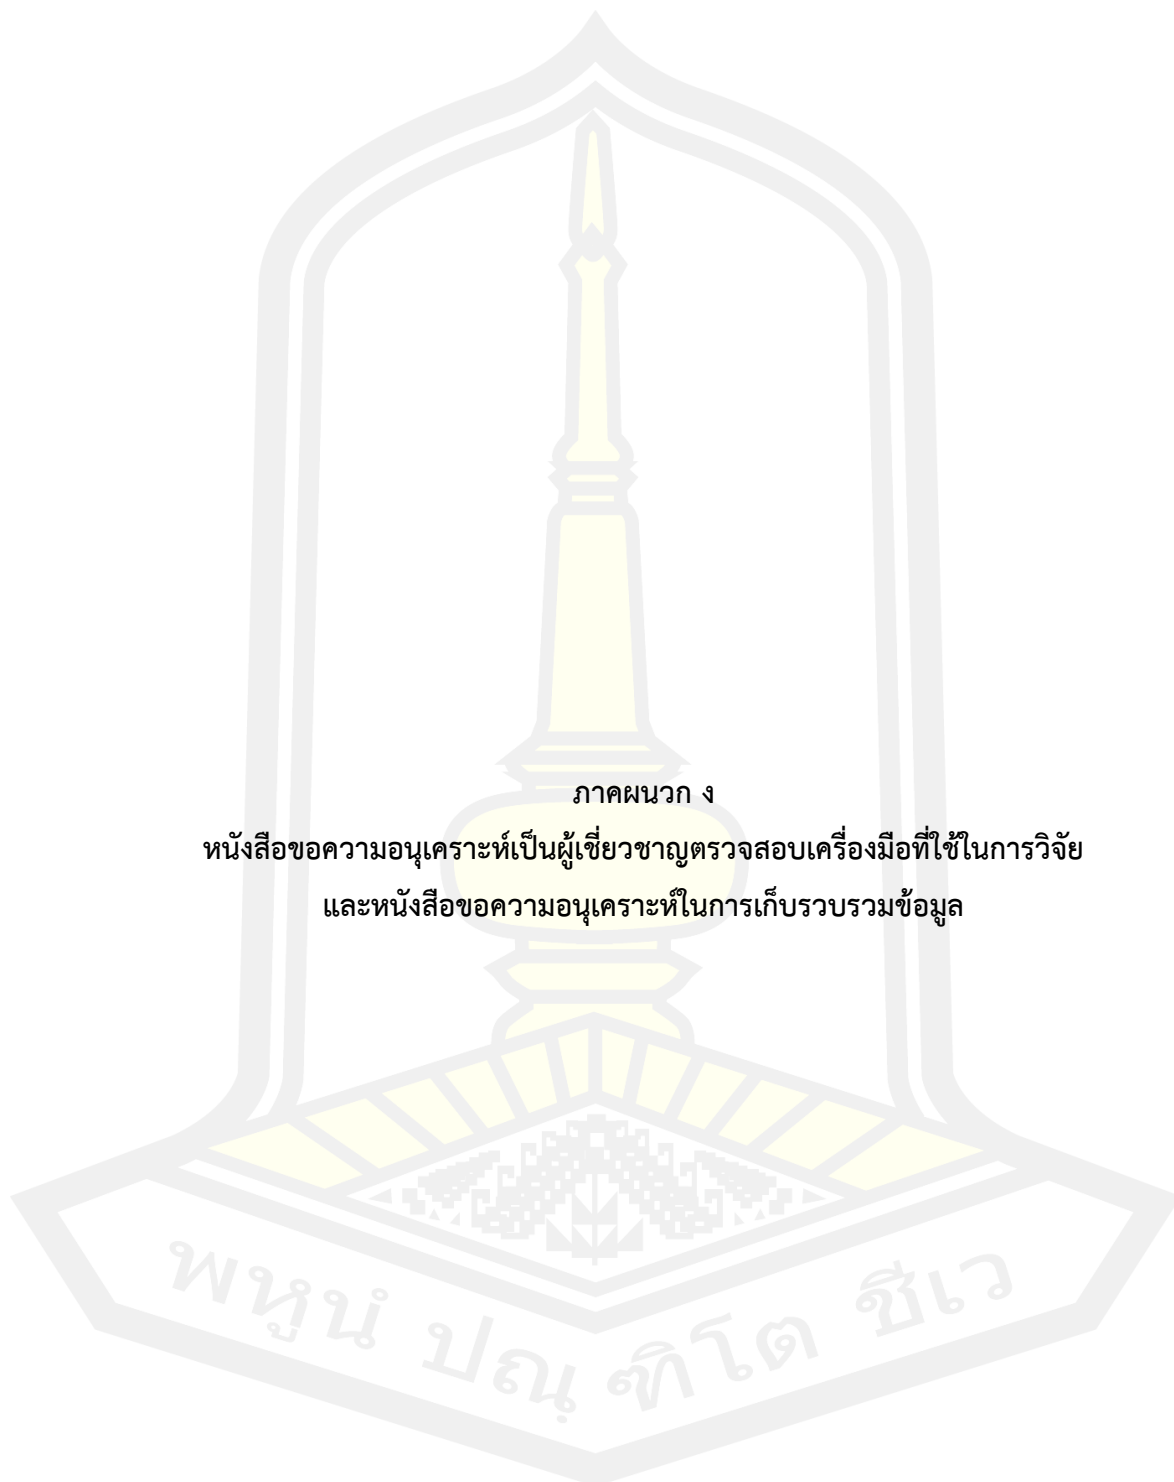 ภาคผนวก ง
หนังสือขอความอนุเคราะห์เป็นผู้เชี่ยวชาญตรวจสอบเครื่องมือที่ใช้ในการวิจัย
และหนังสือขอความอนุเคราะห์ในการเก็บรวบรวมข้อมูล
พหูนํ ปณฺฑิโต ชีเว